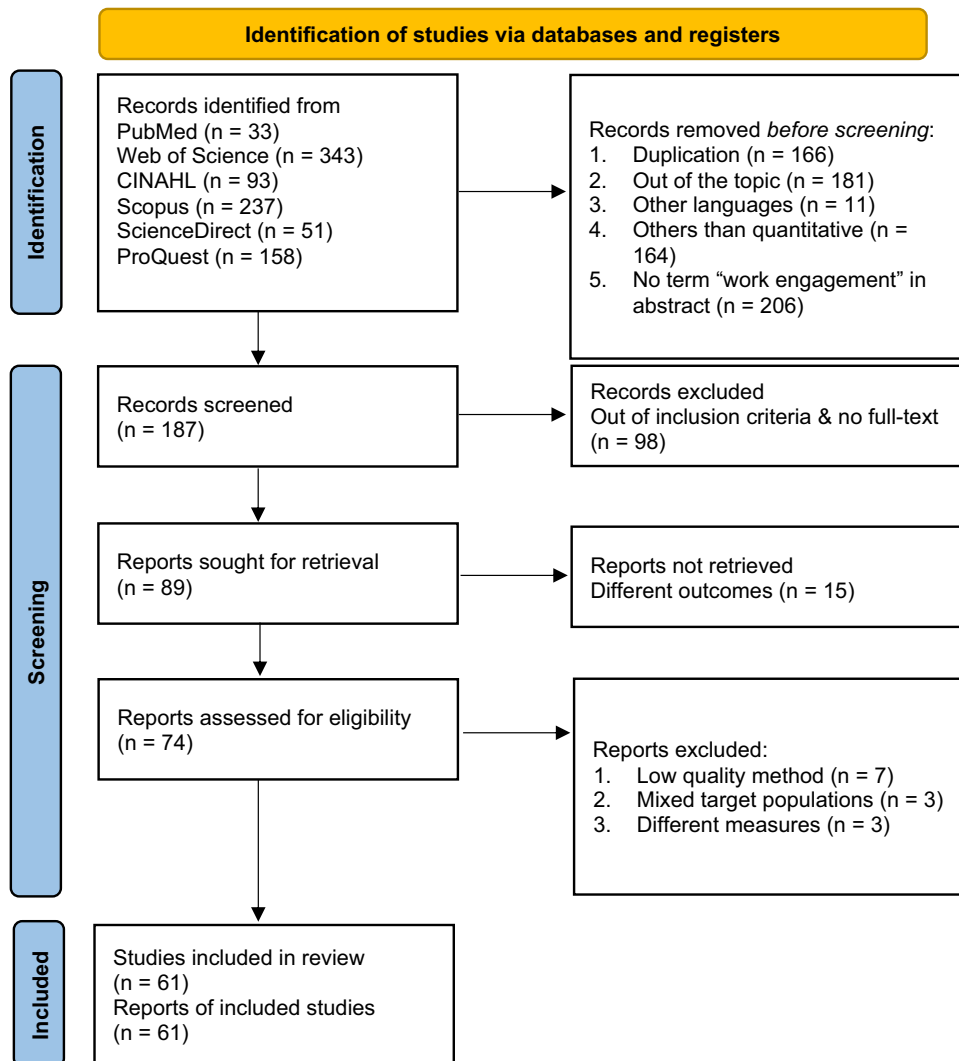 Identification of studies via databases and registers
Identification
Records identified from
PubMed (n = 33)
Web of Science (n = 343)
CINAHL (n = 93)
Scopus (n = 237)
ScienceDirect (n = 51)
ProQuest (n = 158)
Records removed before screening:
1. Duplication (n = 166)
2. Out of the topic (n = 181)
3. Other languages (n = 11)
4. Others than quantitative (n =
164)
5. No term “work engagement” in
abstract (n = 206)
Screening
Records screened
(n = 187)
Records excluded
Out of inclusion criteria & no full-text
(n = 98)
Reports sought for retrieval
(n = 89)
Reports not retrieved
Different outcomes (n = 15)
Reports assessed for eligibility
(n = 74)
Reports excluded:
1. Low quality method (n = 7)
2. Mixed target populations (n = 3)
3. Different measures (n = 3)
Included
Studies included in review
(n = 61)
Reports of included studies
(n = 61)